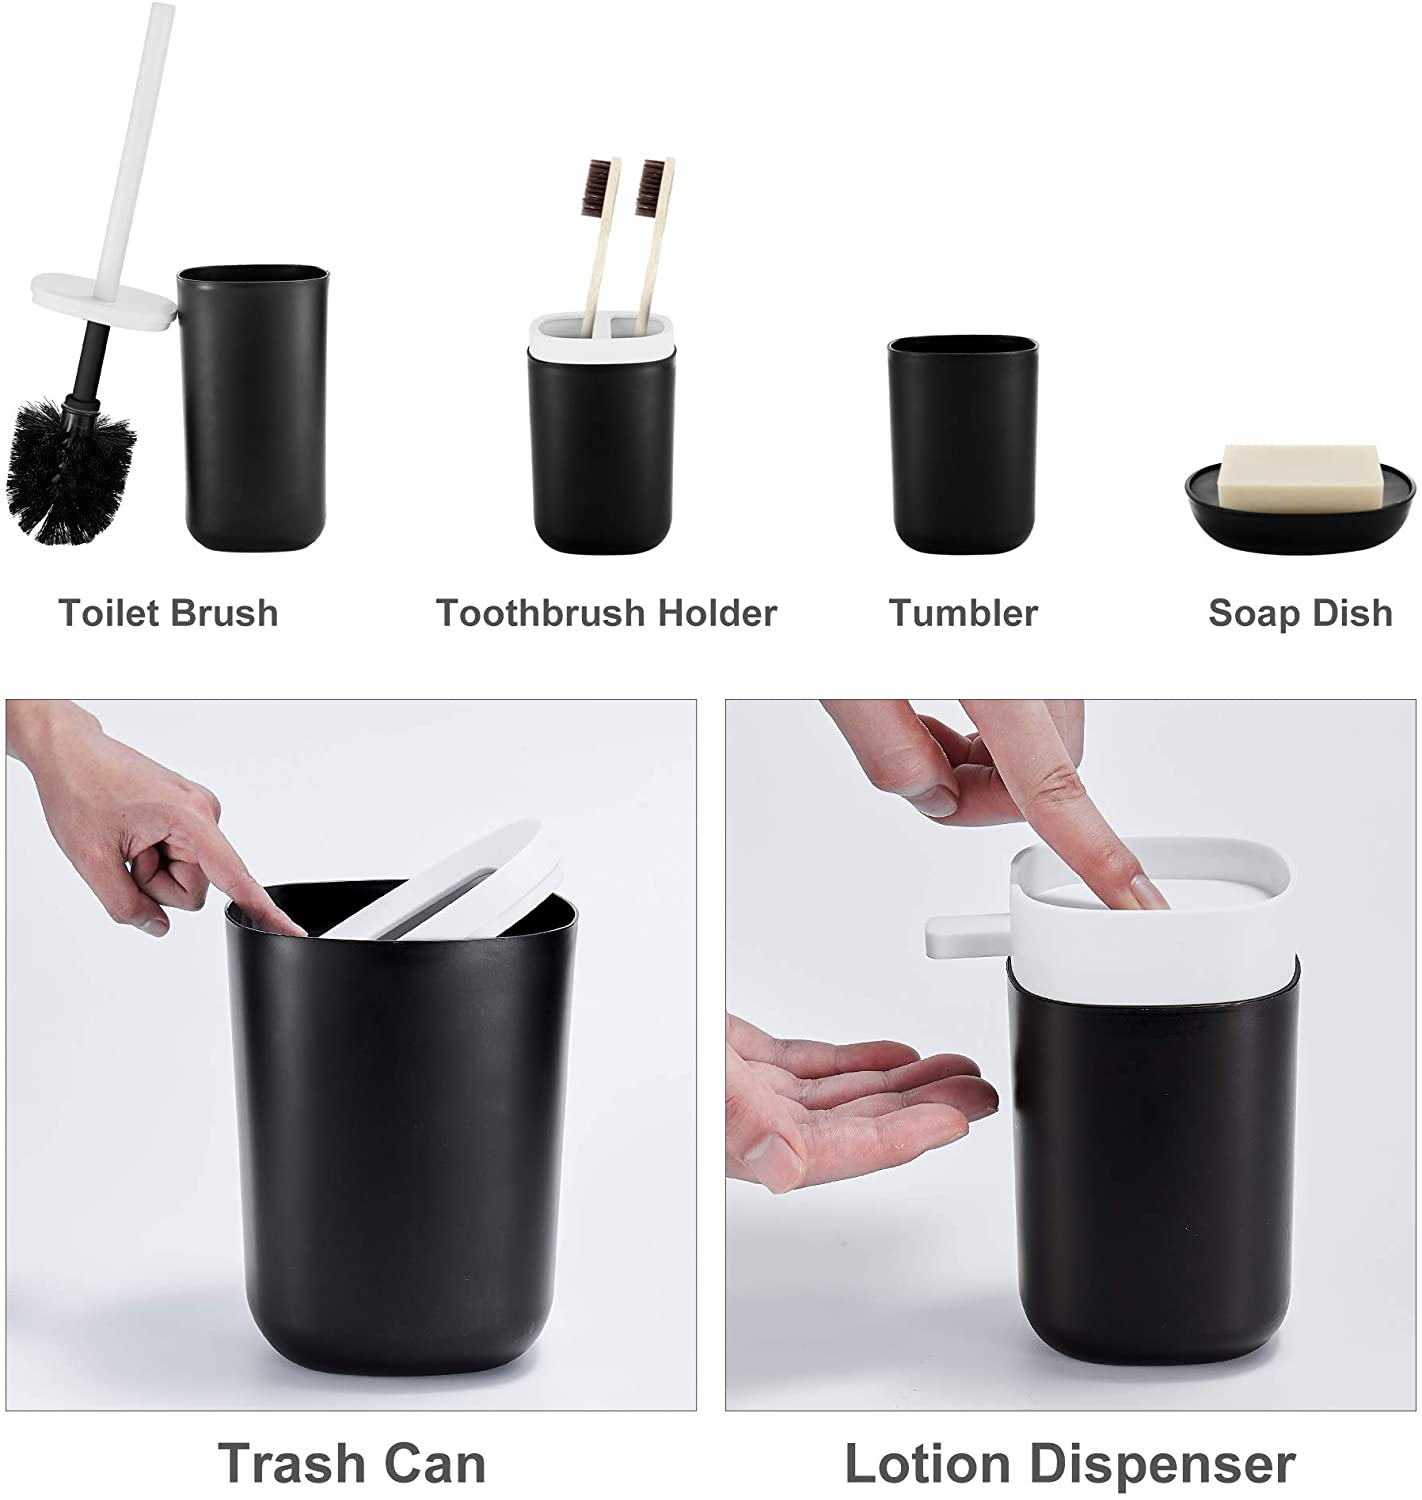 Toilet Brush
Toothbrush Holder
Tumbler
Soap Dish
Trash Can
Lotion Dispenser